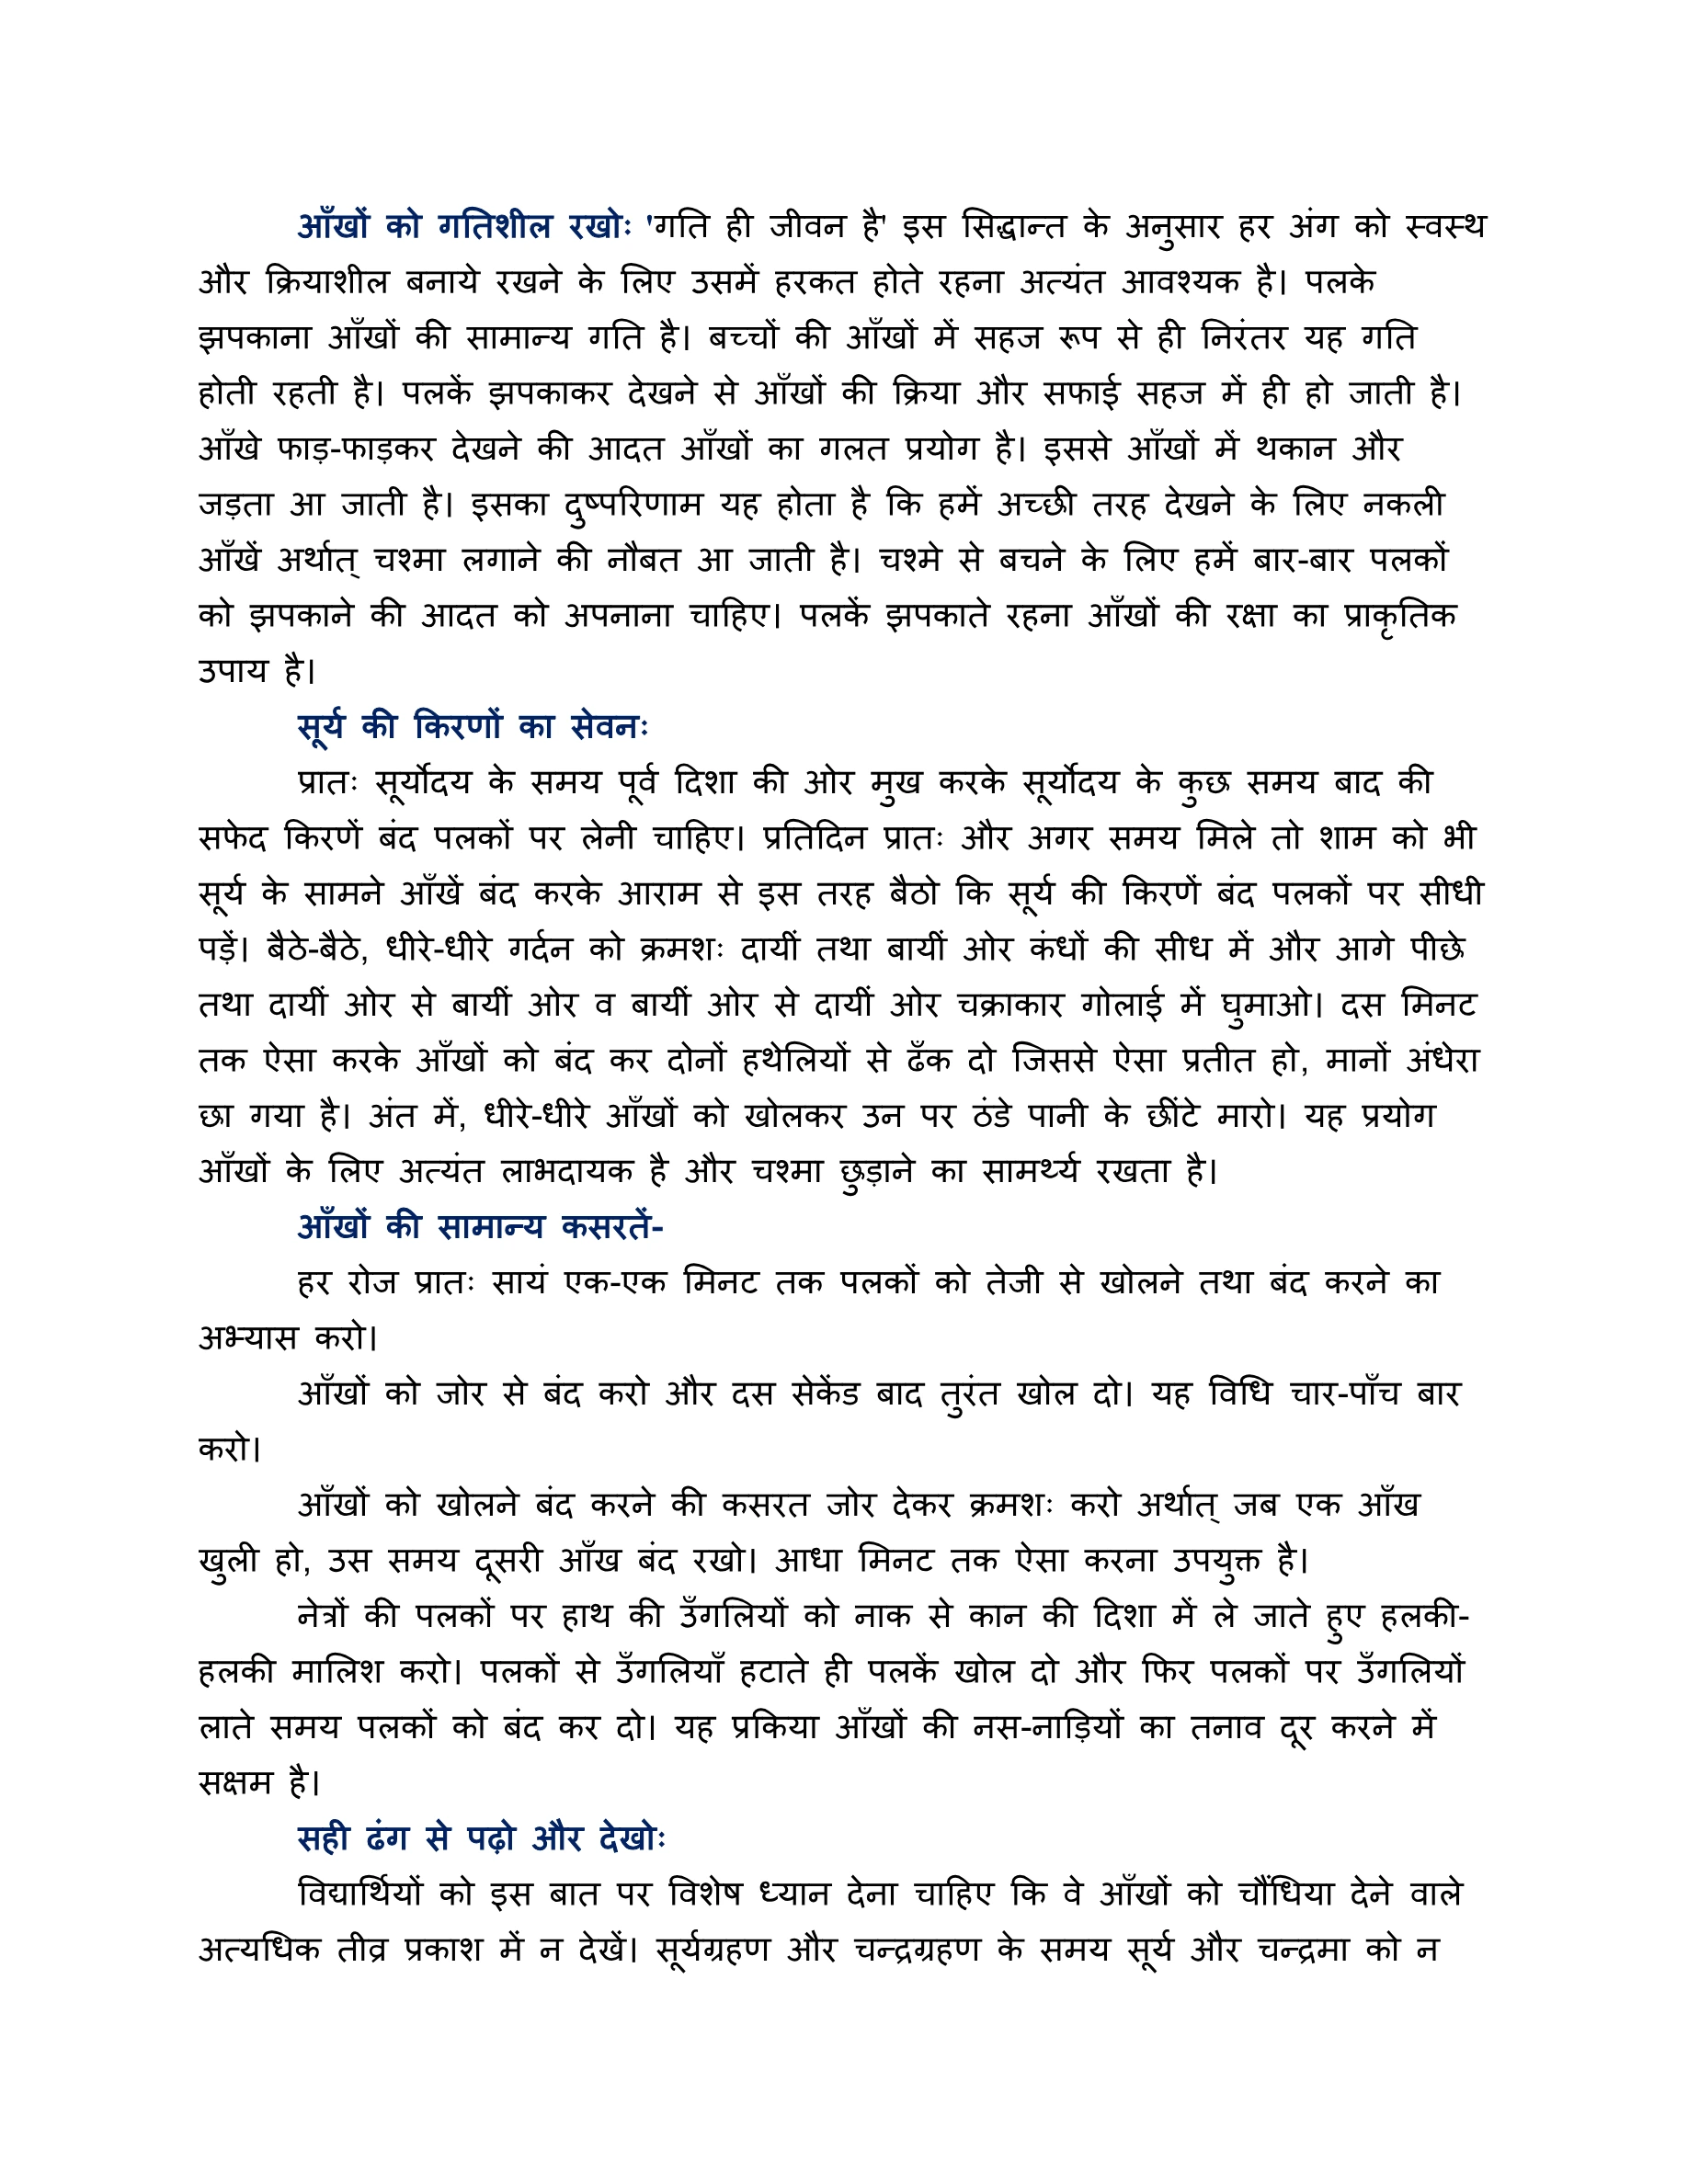 आँखों को गतिशील रखोः 'गति ही जीवन है' इस सिद्धान्त के अनुसार हर अंग को स्वस्थ
और क्रियाशील बनाये रखने के लिए उसमें हरकत होते रहना अत्यंत आवश्यक है। पलके
झपकाना आँखों की सामान्य गति है। बच्चों की आँखों में सहज रूप से ही निरंतर यह गति
होती रहती है। पलकें झपकाकर देखने से आँखों की क्रिया और सफाई सहज में ही हो जाती है।
आँखे फाड़-फाड़कर देखने की आदत आँखों का गलत प्रयोग है। इससे आँखों में थकान और
जड़ता आ जाती है। इसका दुष्परिणाम यह होता है कि हमें अच्छी तरह देखने के लिए नकली
आँखें अर्थात् चश्मा लगाने की नौबत आ जाती है। चश्मे से बचने के लिए हमें बार-बार पलकों
को झपकाने की आदत को अपनाना चाहिए। पलकें झपकाते रहना आँखों की रक्षा का प्राकृतिक
उपाय है।
सूर्य की किरणों का सेवनः
प्रातः सूर्योदय के समय पूर्व दिशा की ओर मुख करके सूर्योदय के कुछ समय बाद की
सफेद किरणें बंद पलकों पर लेनी चाहिए। प्रतिदिन प्रातः और अगर समय मिले तो शाम को भी
सूर्य के सामने आँखें बंद करके आराम से इस तरह बैठो कि सूर्य की किरणें बंद पलकों पर सीधी
पड़ें। बैठे-बैठे, धीरे-धीरे गर्दन को क्रमशः दायीं तथा बायीं ओर कंधों की सीध में और आगे पीछे
तथा दायीं ओर से बायीं ओर व बायीं ओर से दायीं ओर चक्राकार गोलाई में घुमाओ। दस मिनट
तक ऐसा करके आँखों को बंद कर दोनों हथेलियों से ढँक दो जिससे ऐसा प्रतीत हो, मानों अंधेरा
छा गया है। अंत में, धीरे-धीरे आँखों को खोलकर उन पर ठंडे पानी के छींटे मारो। यह प्रयोग
आँखों के लिए अत्यंत लाभदायक है और चश्मा छुड़ाने का सामर्थ्य रखता है।
आँखों की सामान्य कसरतें-
हर रोज प्रातः सायं एक-एक मिनट तक पलकों को तेजी से खोलने तथा बंद करने का
अभ्यास करो।
आँखों को जोर से बंद करो और दस सेकेंड बाद तुरंत खोल दो। यह विधि चार-पाँच बार
करो।
आँखों को खोलने बंद करने की कसरत जोर देकर क्रमशः करो अर्थात् जब एक आँख
खुली हो, उस समय दूसरी आँख बंद रखो। आधा मिनट तक ऐसा करना उपयुक्त है।
नेत्रों की पलकों पर हाथ की उँगलियों को नाक से कान की दिशा में ले जाते हुए हलकी-
हलकी मालिश करो। पलकों से उँगलियाँ हटाते ही पलकें खोल दो और फिर पलकों पर उँगलियों
लाते समय पलकों को बंद कर दो। यह प्रकिया आँखों की नस-नाड़ियों का तनाव दूर करने में
सक्षम है।
सही ढंग से पढ़ो और देखोः
विद्यार्थियों को इस बात पर विशेष ध्यान देना चाहिए कि वे आँखों को चौंधिया देने वाले
अत्यधिक तीव्र प्रकाश में न देखें। सूर्यग्रहण और चन्द्रग्रहण के समय सूर्य और चन्द्रमा को न